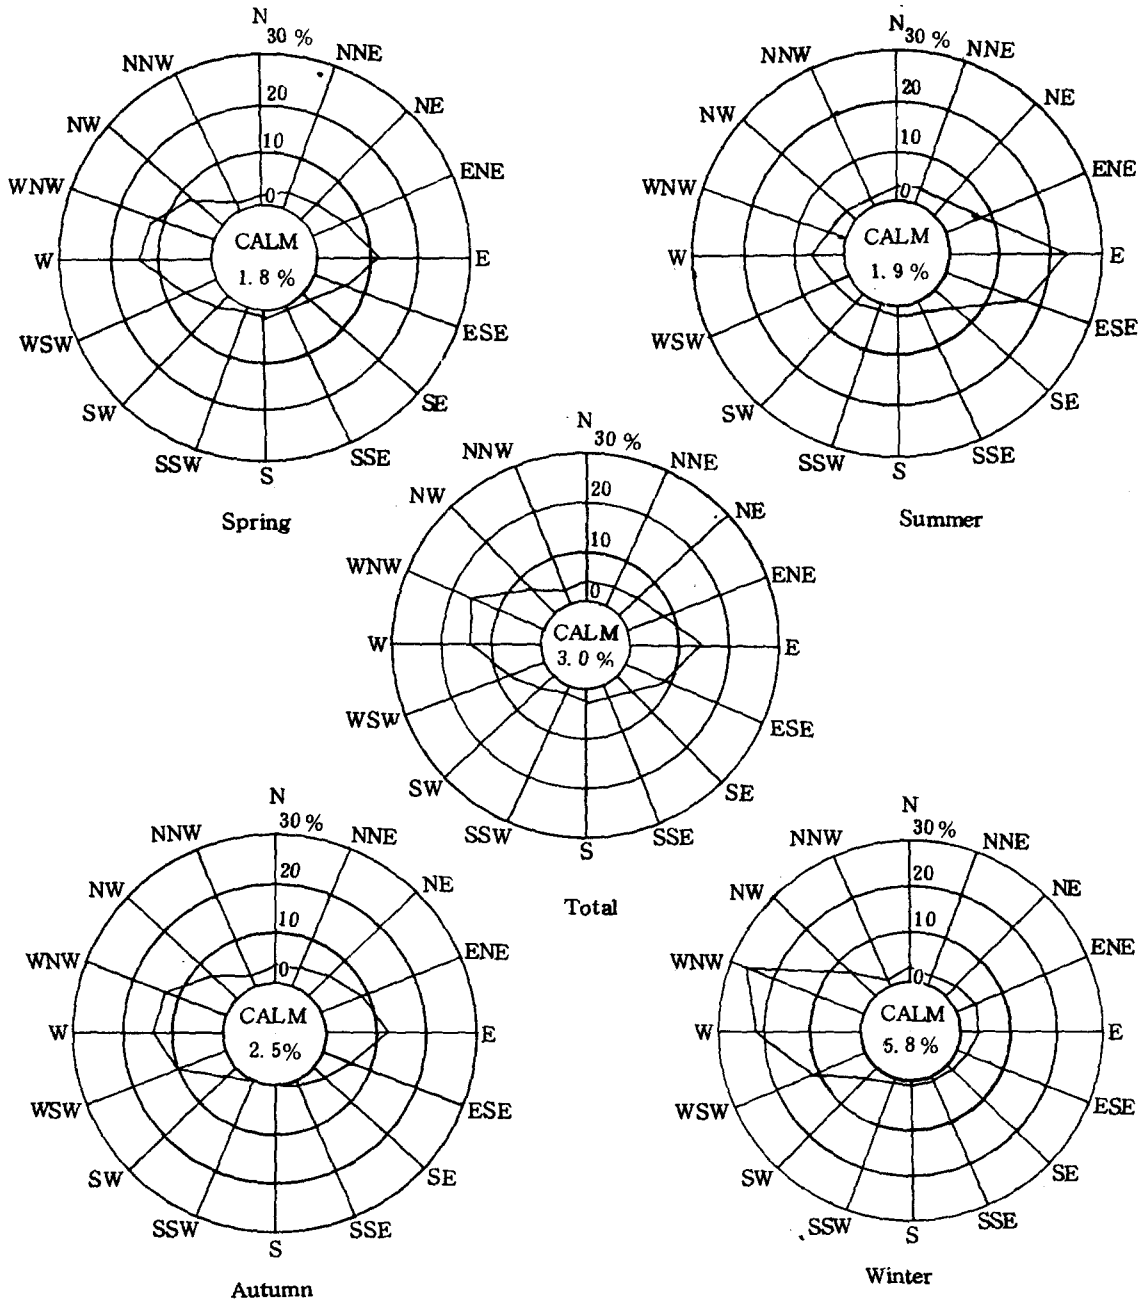 N
30 %
NNE
NE
ENE
E
ESE
SE
SSE
S
SSW
SW
WSW
W
WNW
NW
NNW
20
10
0
CALM
1. 8 %
Spring
N
30 %
NNE
NE
ENE
E
ESE
SE
SSE
S
SSW
SW
WSW
W
WNW
NW
NNW
20
10
0
CALM
1. 9 %
Summer
N
30 %
NNE
NE
ENE
E
ESE
SE
SSE
S
SSW
SW
WSW
W
WNW
NW
NNW
20
10
0
CALM
3. 0 %
Total
N
30 %
NNE
NE
ENE
E
ESE
SE
SSE
S
SSW
SW
WSW
W
WNW
NW
NNW
20
10
0
CALM
2. 5%
Autumn
N
30 %
NNE
NE
ENE
E
ESE
SE
SSE
S
SSW
SW
WSW
W
WNW
NW
NNW
20
10
0
CALM
5. 8 %
Winter